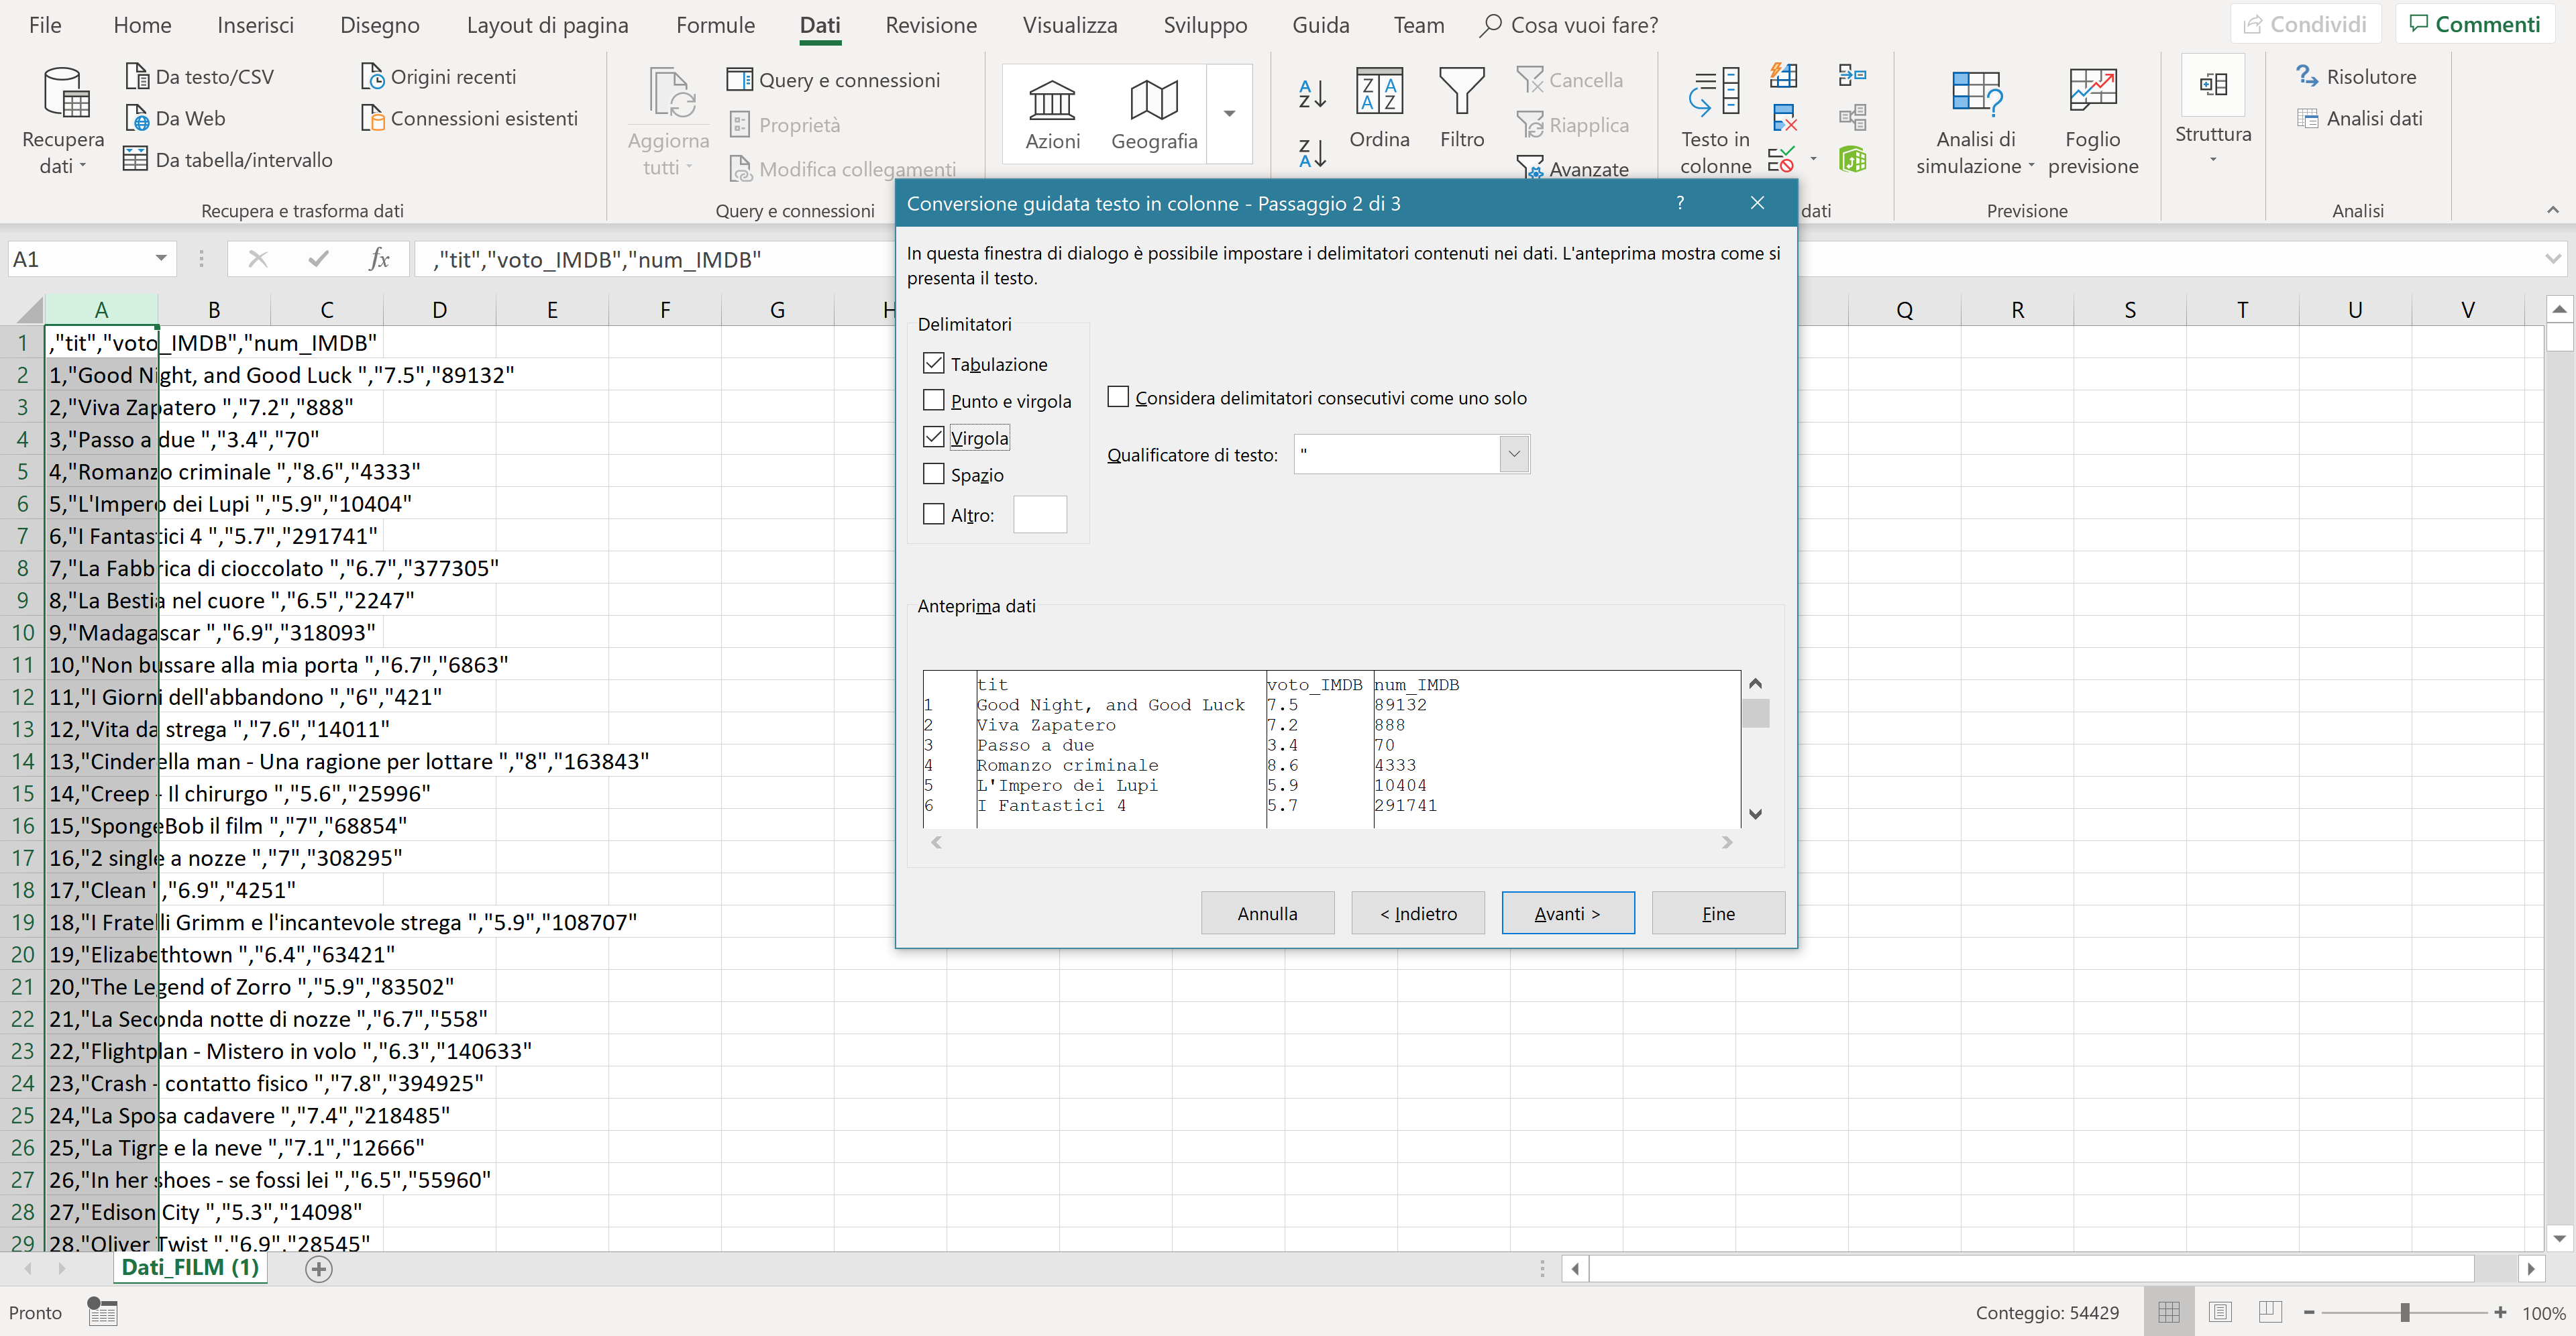 File Home Inserisci Disegno Layout di pagina Formule Dati Revisione Visualizza Sviluppo Guida Team Cosa vuoi fare? Condividi Commenti
Recupera dati
Da testo/CSV
Da Web
Da tabella/intervallo
Origini recenti
Connessioni esistenti
Recupera e trasforma dati
Aggiorna tutti
Query e connessioni
Proprietà
Modifica collegamenti
Query e connessioni
Azioni
Geografia
Ordina
Filtro
Cancella
Riapplica
Avanzate
Testo in colonne
dati
Analisi di simulazione
Foglio previsione
Previsione
Struttura
Risolutore
Analisi dati
Analisi
A1 fx ,"tit","voto_IMDB","num_IMDB"
A B C D E F G H Q R S T U V
1 ,"tit","voto_IMDB","num_IMDB"
2 1,"Good Night, and Good Luck ","7.5","89132"
3 2,"Viva Zapatero ","7.2","888"
4 3,"Passo a due ","3.4","70"
5 4,"Romanzo criminale ","8.6","4333"
6 5,"L'Impero dei Lupi ","5.9","10404"
7 6,"I Fantastici 4 ","5.7","291741"
8 7,"La Fabbrica di cioccolato ","6.7","377305"
9 8,"La Bestia nel cuore ","6.5","2247"
10 9,"Madagascar ","6.9","318093"
11 10,"Non bussare alla mia porta ","6.7","6863"
12 11,"I Giorni dell'abbandono ","6","421"
13 12,"Vita da strega ","7.6","14011"
14 13,"Cinderella man - Una ragione per lottare ","8","163843"
15 14,"Creep - Il chirurgo ","5.6","25996"
16 15,"SpongeBob il film ","7","68854"
17 16,"2 single a nozze ","7","308295"
18 17,"Clean ","6.9","4251"
19 18,"I Fratelli Grimm e l'incantevole strega ","5.9","108707"
20 19,"Elizabethtown ","6.4","63421"
21 20,"The Legend of Zorro ","5.9","83502"
22 21,"La Seconda notte di nozze ","6.7","558"
23 22,"Flightplan - Mistero in volo ","6.3","140633"
24 23,"Crash - contatto fisico ","7.8","394925"
25 24,"La Sposa cadavere ","7.4","218485"
26 25,"La Tigre e la neve ","7.1","12666"
27 26,"In her shoes - se fossi lei ","6.5","55960"
28 27,"Edison City ","5.3","14098"
29 28,"Oliver Twist ","6.9","28545"
Conversione guidata testo in colonne - Passaggio 2 di 3 ?
In questa finestra di dialogo è possibile impostare i delimitatori contenuti nei dati. L'anteprima mostra come si
presenta il testo.
Delimitatori
Tabulazione
Punto e virgola
Virgola
Spazio
Altro:
Considera delimitatori consecutivi come uno solo
Qualificatore di testo: "
Anteprima dati
tit voto_IMDB num_IMDB
1 Good Night, and Good Luck 7.5 89132
2 Viva Zapatero 7.2 888
3 Passo a due 3.4 70
4 Romanzo criminale 8.6 4333
5 L'Impero dei Lupi 5.9 10404
6 I Fantastici 4 5.7 291741
Annulla < Indietro Avanti > Fine
Dati_FILM (1)
Pronto Conteggio: 54429 100%